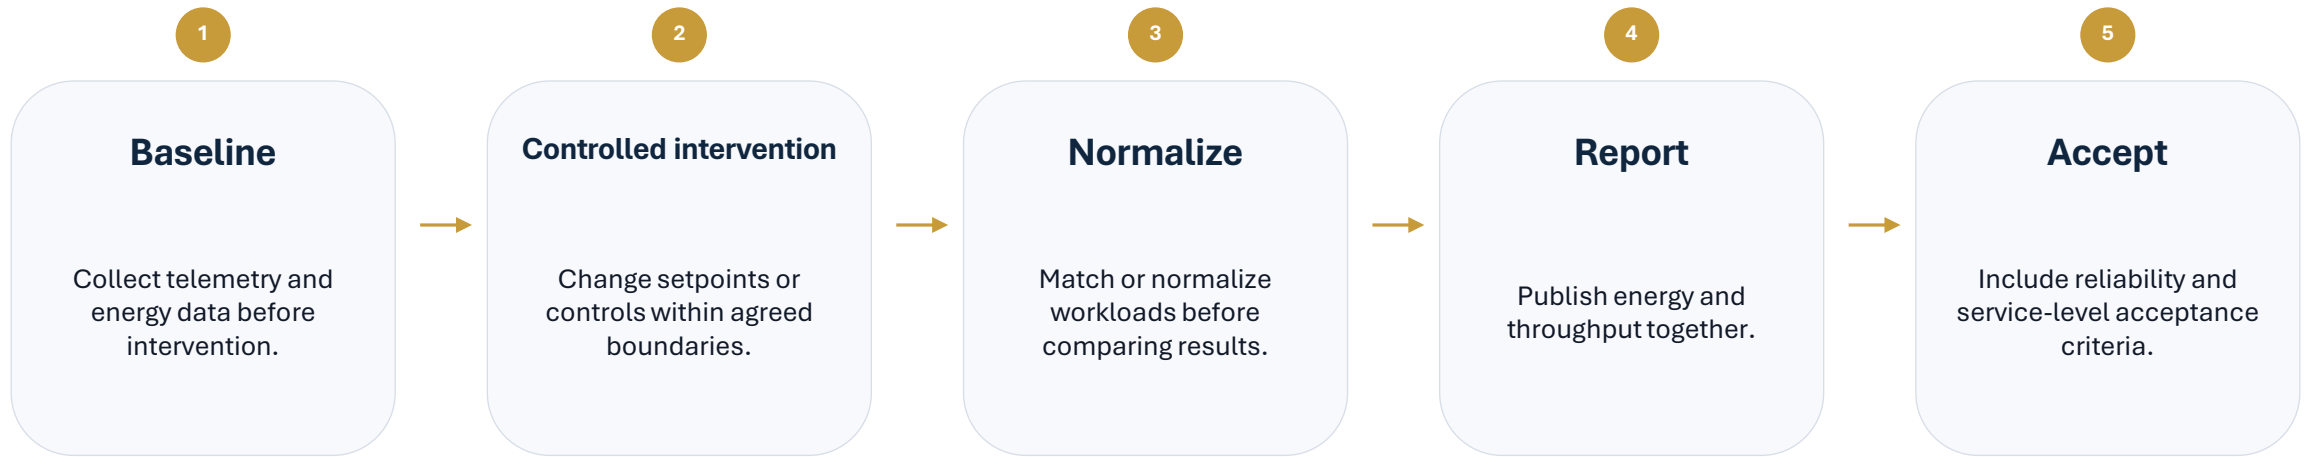 1
Baseline
Collect telemetry and
energy data before
intervention.
2
Controlled intervention
Change setpoints or
controls within agreed
boundaries.
3
Normalize
Match or normalize
workloads before
comparing results.
4
Report
Publish energy and
throughput together.
5
Accept
Include reliability and
service-level acceptance
criteria.